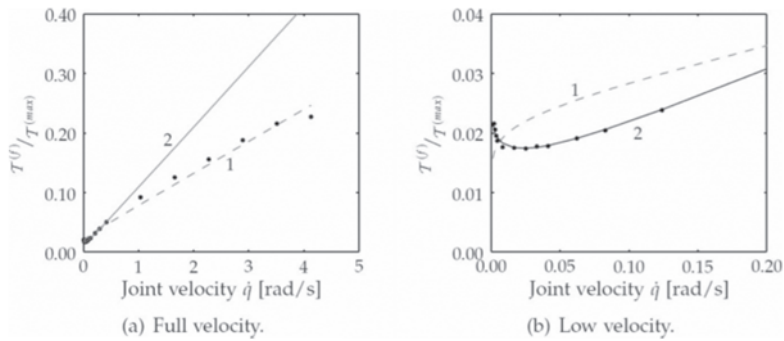 0.40
0.30
0.20
0.10
0.00
0 1 2 3 4 5
2
1
τ^(f)/τ^(max)
Joint velocity q̇ [rad/s]
(a) Full velocity.
0.04
0.03
0.02
0.01
0.00
0.00 0.05 0.10 0.15 0.20
1
2
τ^(f)/τ^(max)
Joint velocity q̇ [rad/s]
(b) Low velocity.